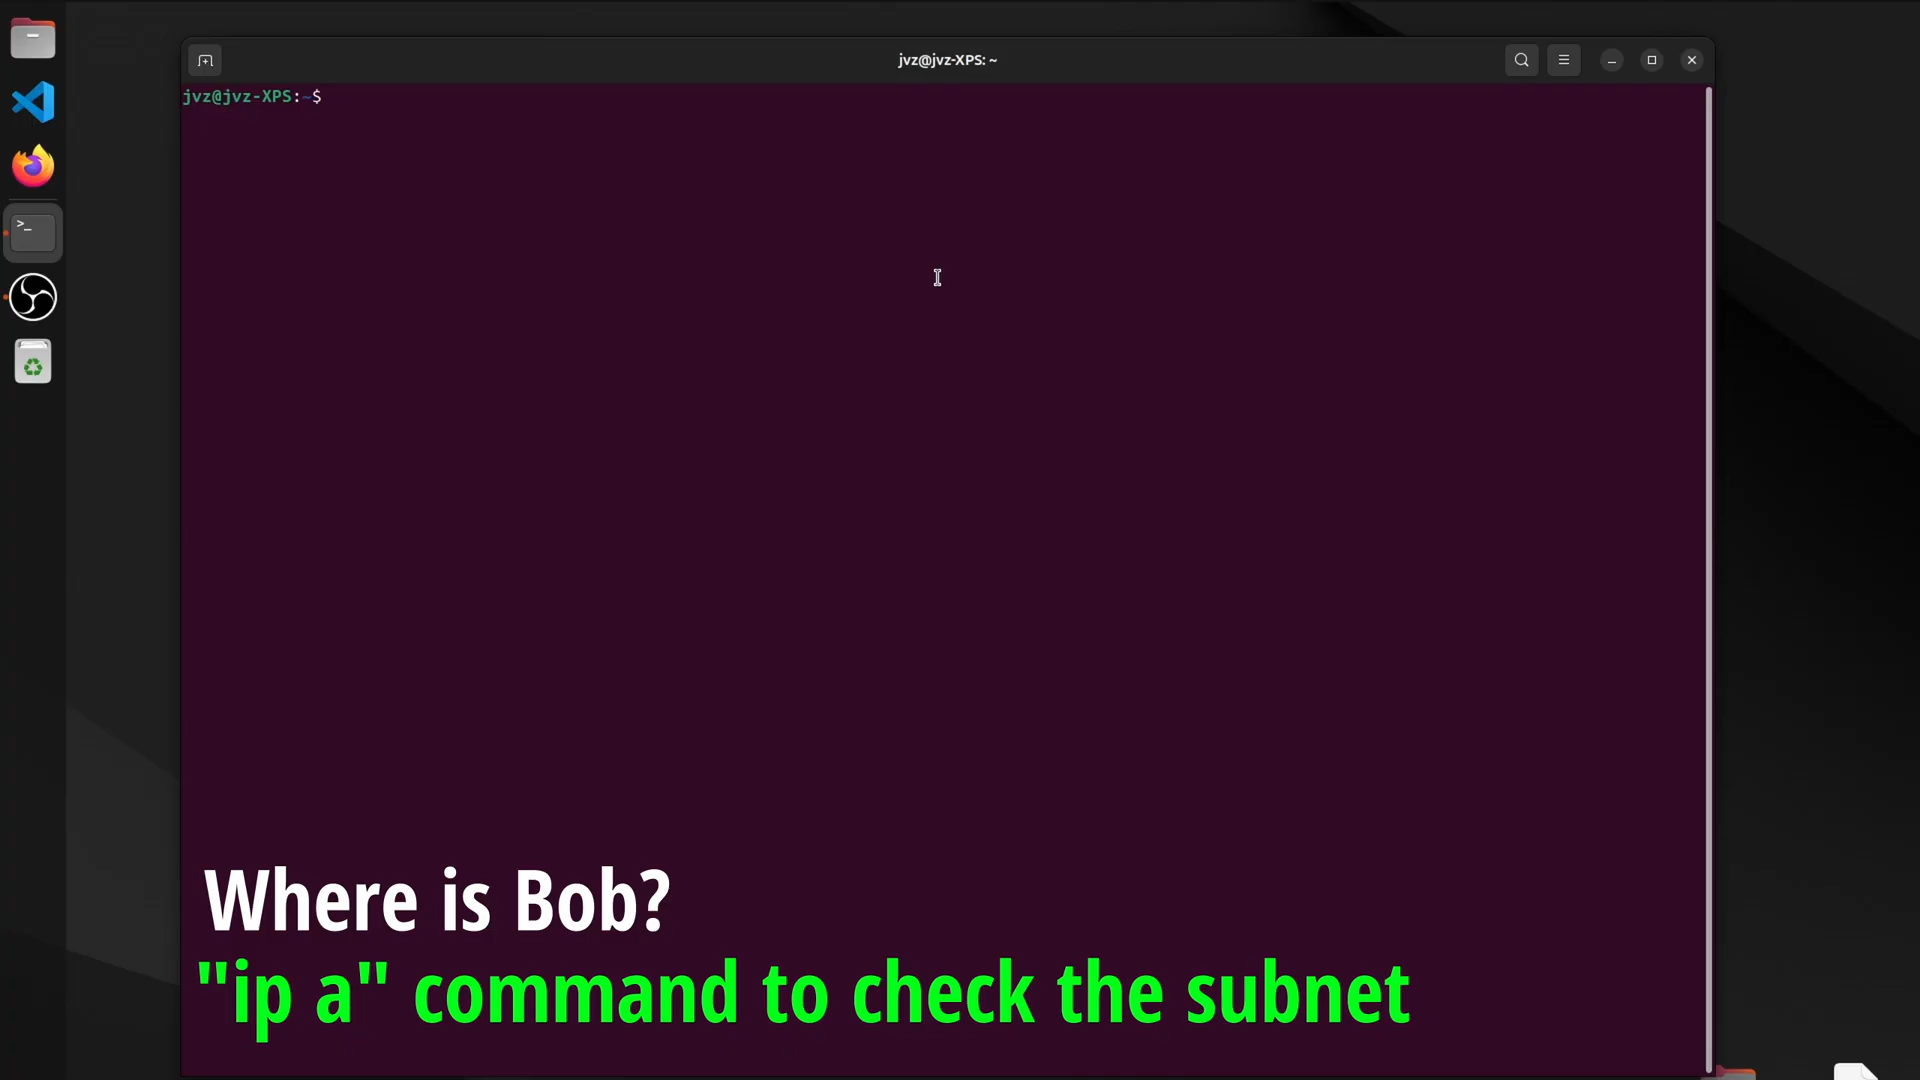 jvz@jvz-XPS: ~
jvz@jvz-XPS:~$
Where is Bob?
"ip a" command to check the subnet